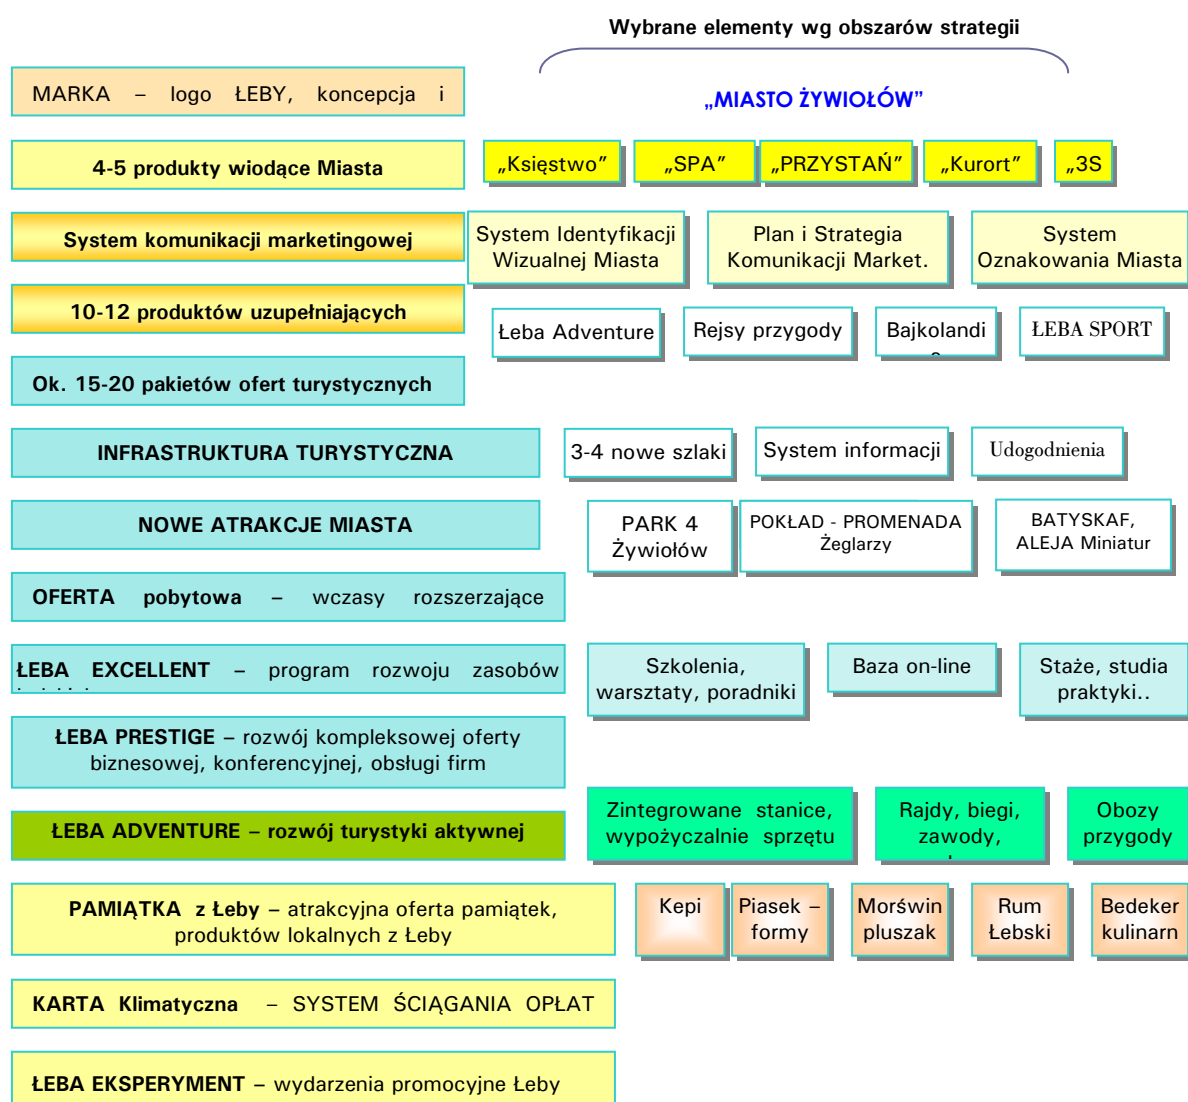 Wybrane elementy wg obszarów strategii
MARKA – logo ŁEBY, koncepcja i
„MIASTO ŻYWIOŁÓW”
4-5 produkty wiodące Miasta
„Księstwo”
„SPA”
„PRZYSTAŃ”
„Kurort”
„3S
System komunikacji marketingowej
System Identyfikacji
Wizualnej Miasta
Plan i Strategia
Komunikacji Market.
System
Oznakowania Miasta
10-12 produktów uzupełniających
Łeba Adventure
Rejsy przygody
Bajkolandi
ŁEBA SPORT
Ok. 15-20 pakietów ofert turystycznych
INFRASTRUKTURA TURYSTYCZNA
3-4 nowe szlaki
System informacji
Udogodnienia
NOWE ATRAKCJE MIASTA
PARK 4
Żywiołów
POKŁAD - PROMENADA
Żeglarzy
BATYSKAF,
ALEJA Miniatur
OFERTA pobytowa – wczasy rozszerzające
ŁEBA EXCELLENT – program rozwoju zasobów
Szkolenia,
warsztaty, poradniki
Baza on-line
Staże, studia
praktyki..
ŁEBA PRESTIGE – rozwój kompleksowej oferty
biznesowej, konferencyjnej, obsługi firm
ŁEBA ADVENTURE – rozwój turystyki aktywnej
Zintegrowane stanice,
wypożyczalnie sprzętu
Rajdy, biegi,
zawody,
Obozy
przygody
PAMIĄTKA z Łeby – atrakcyjna oferta pamiątek,
produktów lokalnych z Łeby
Kepi
Piasek –
formy
Morświn
pluszak
Rum
Łebski
Bedeker
kulinarn
KARTA Klimatyczna – SYSTEM ŚCIĄGANIA OPŁAT
ŁEBA EKSPERYMENT – wydarzenia promocyjne Łeby